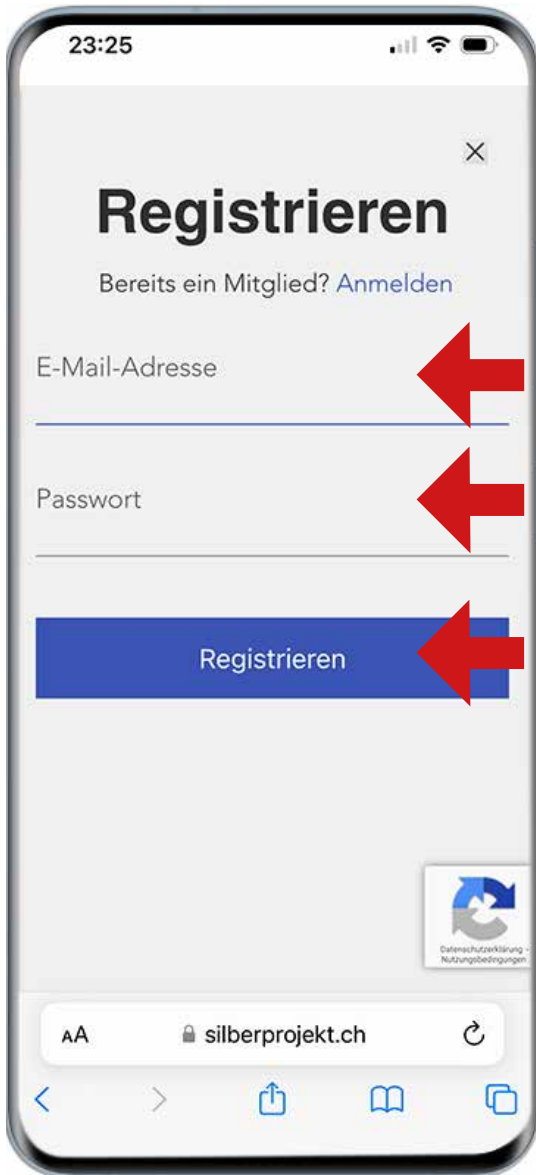 23:25
Registrieren
Bereits ein Mitglied? Anmelden
E-Mail-Adresse
Passwort
Registrieren
Datenschutzerklärung -
Nutzungsbedingungen
AA silberprojekt.ch